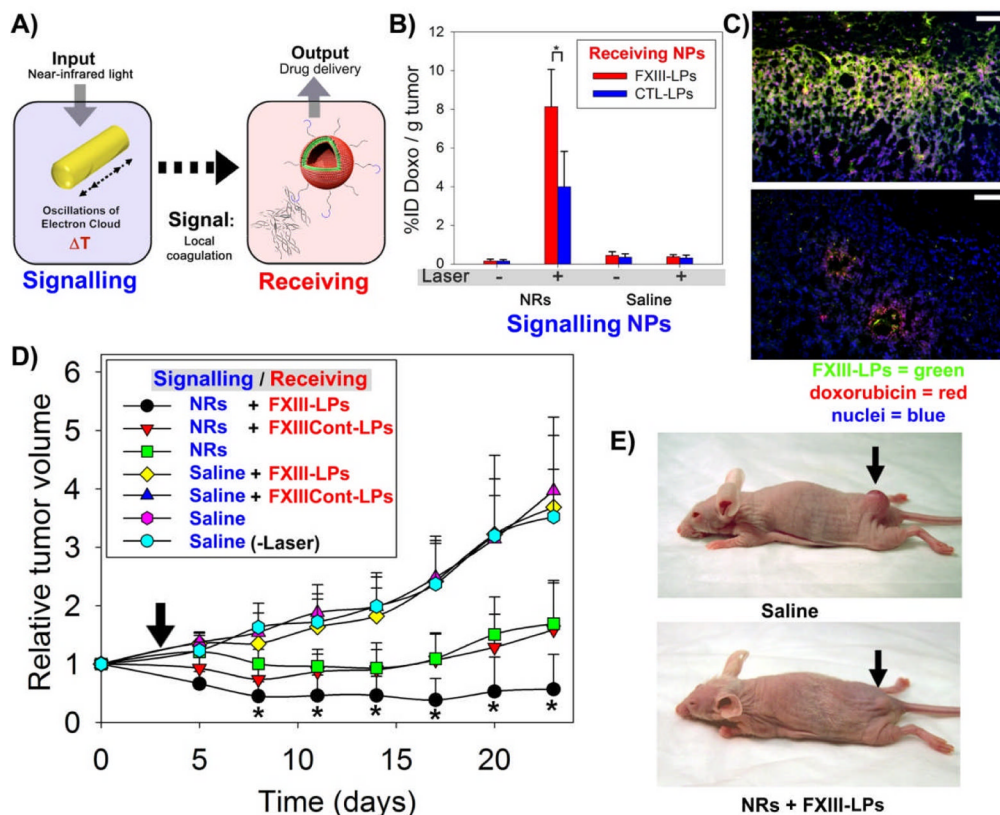 A)
Input
Near-infrared light
Oscillations of
Electron Cloud
ΔT
Signalling
Signal:
Local
coagulation
Output
Drug delivery
Receiving
B)
%ID Doxo / g tumor
12
10
8
6
4
2
0
*
Receiving NPs
FXIII-LPs
CTL-LPs
Laser - + - +
NRs Saline
Signalling NPs
C)
FXIII-LPs = green
doxorubicin = red
nuclei = blue
D)
Relative tumor volume
6
5
4
3
2
1
0
Signalling / Receiving
NRs + FXIII-LPs
NRs + FXIIICont-LPs
NRs
Saline + FXIII-LPs
Saline + FXIIICont-LPs
Saline
Saline (-Laser)
* * * * * * *
0 5 10 15 20
Time (days)
E)
Saline
NRs + FXIII-LPs